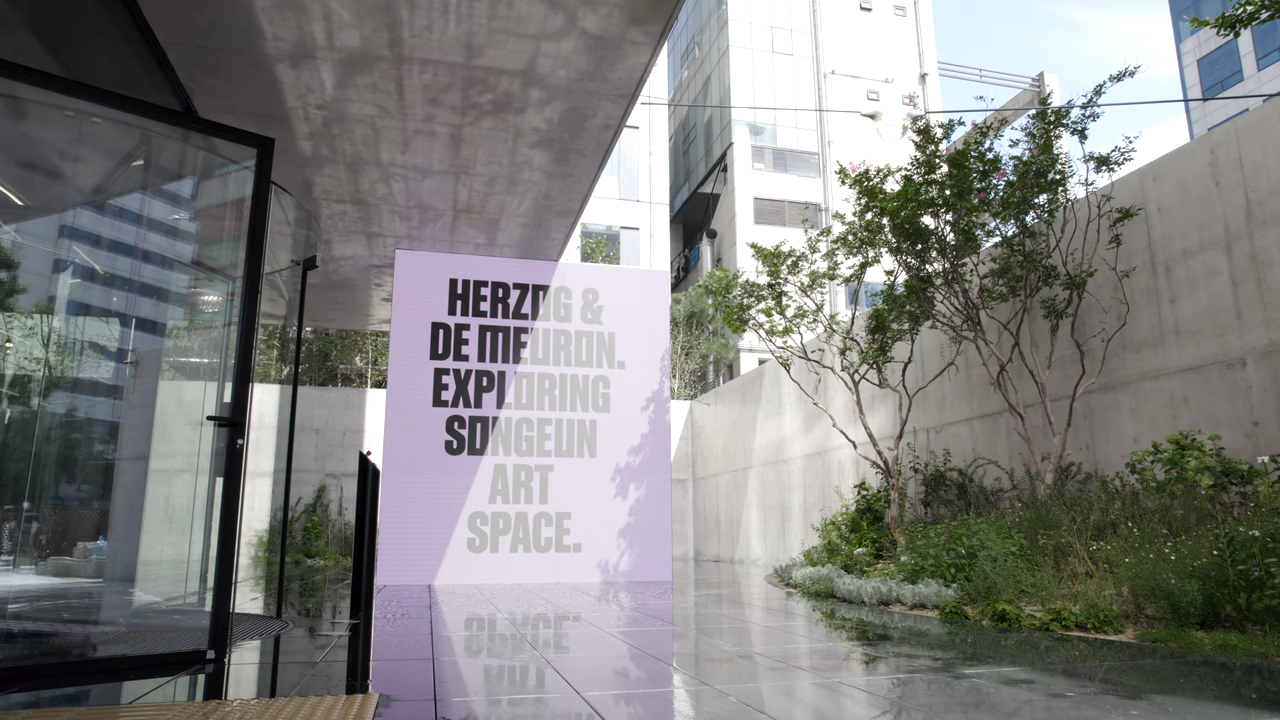 HERZOG &
DE MEURON.
EXPLORING
SONGEUN
ART
SPACE.